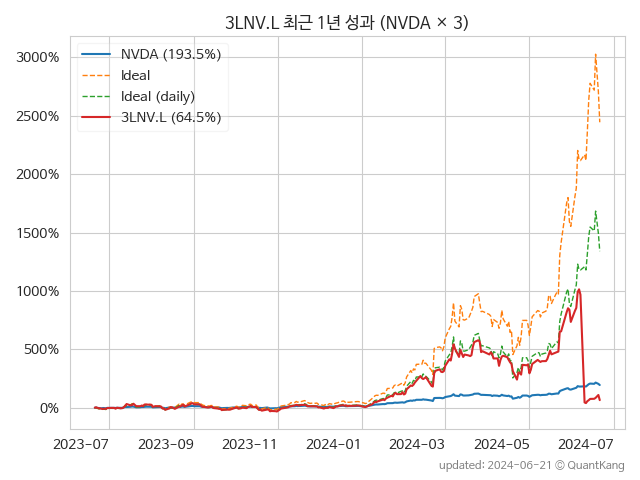 3LNV.L 최근 1년 성과 (NVDA × 3)
3000%
2500%
2000%
1500%
1000%
500%
0%
NVDA (193.5%)
Ideal
Ideal (daily)
3LNV.L (64.5%)
2023-07
2023-09
2023-11
2024-01
2024-03
2024-05
2024-07
updated: 2024-06-21 © QuantKang